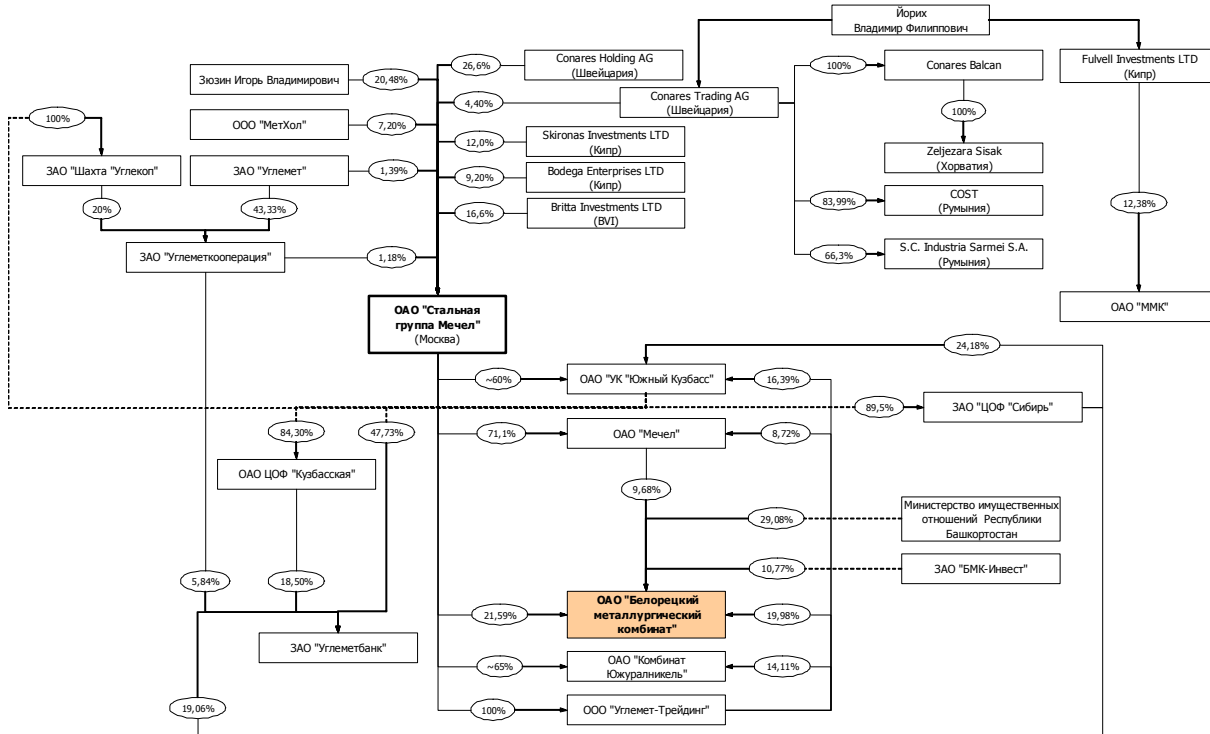 Йорих
Владимир Филиппович
Зюзин Игорь Владимирович
20,48%
26,6%
Conares Holding AG
(Швейцария)
100%
Conares Balcan
Fulvell Investments LTD
(Кипр)
4,40%
Conares Trading AG
(Швейцария)
100%
ООО "МетХол"
7,20%
100%
12,0%
Skironas Investments LTD
(Кипр)
Zeljezara Sisak
(Хорватия)
ЗАО "Шахта "Углекоп"
ЗАО "Углемет"
1,39%
9,20%
Bodega Enterprises LTD
(Кипр)
20%
43,33%
16,6%
Britta Investments LTD
(BVI)
83,99%
COST
(Румыния)
12,38%
ЗАО "Углеметкооперация"
1,18%
66,3%
S.C. Industria Sarmei S.A.
(Румыния)
ОАО "Стальная
группа Мечел"
(Москва)
ОАО "ММК"
24,18%
~60%
ОАО "УК "Южный Кузбасс"
16,39%
89,5%
ЗАО "ЦОФ "Сибирь"
84,30%
47,73%
71,1%
ОАО "Мечел"
8,72%
ОАО ЦОФ "Кузбасская"
9,68%
29,08%
Министерство имущественных
отношений Республики
Башкортостан
5,84%
18,50%
10,77%
ЗАО "БМК-Инвест"
21,59%
ОАО "Белорецкий
металлургический
комбинат"
19,98%
ЗАО "Углеметбанк"
~65%
ОАО "Комбинат
Южуралникель"
14,11%
19,06%
100%
ООО "Углемет-Трейдинг"